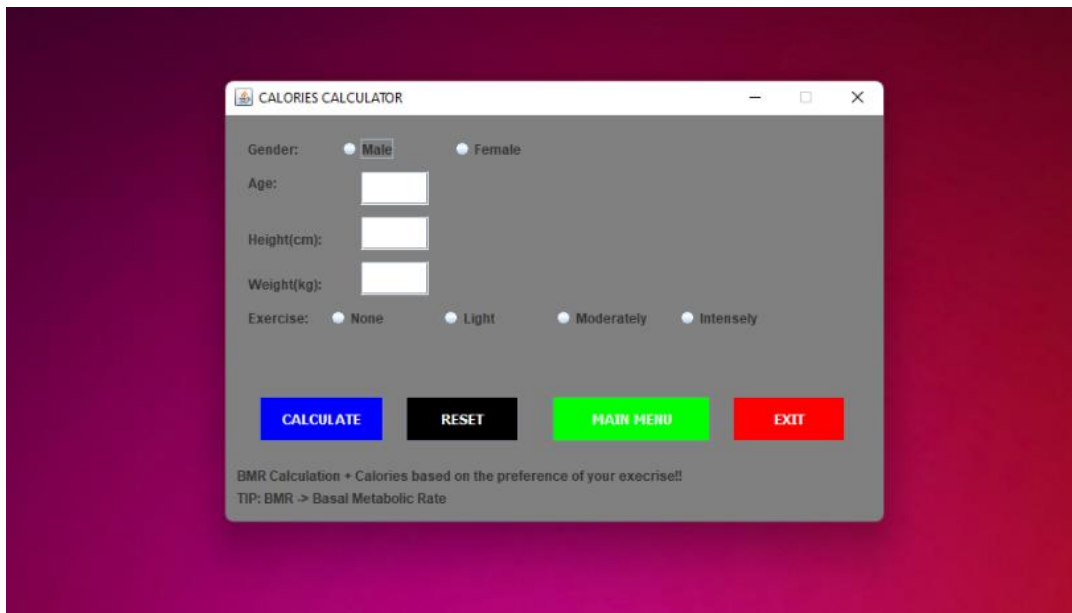 CALORIES CALCULATOR
Gender: Male Female
Age:
Height(cm):
Weight(kg):
Exercise: None Light Moderately Intensely
CALCULATE RESET MAIN MENU EXIT
BMR Calculation + Calories based on the preference of your execrise!!
TIP: BMR -> Basal Metabolic Rate